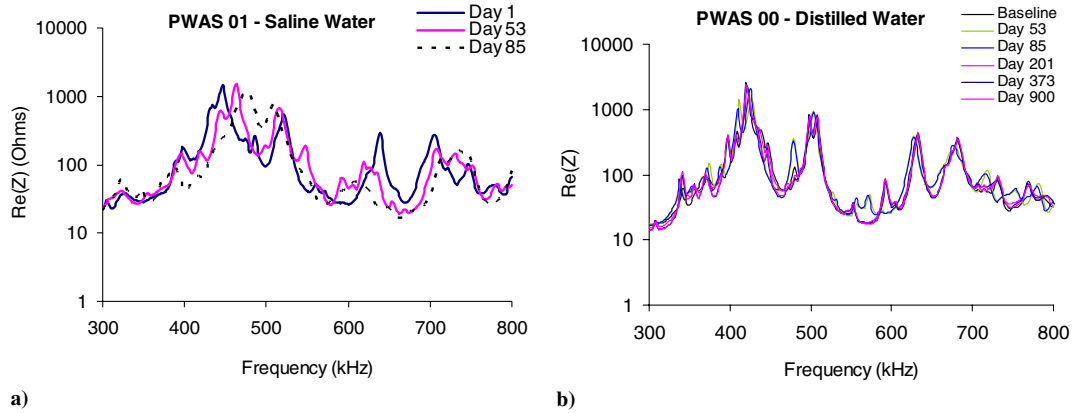 PWAS 01 - Saline Water
Day 1
Day 53
Day 85
10000
1000
100
10
1
Re(Z) (Ohms)
300 400 500 600 700 800
Frequency (kHz)
a)
PWAS 00 - Distilled Water
Baseline
Day 53
Day 85
Day 201
Day 373
Day 900
10000
1000
100
10
1
Re(Z)
300 400 500 600 700 800
Frequency (kHz)
b)